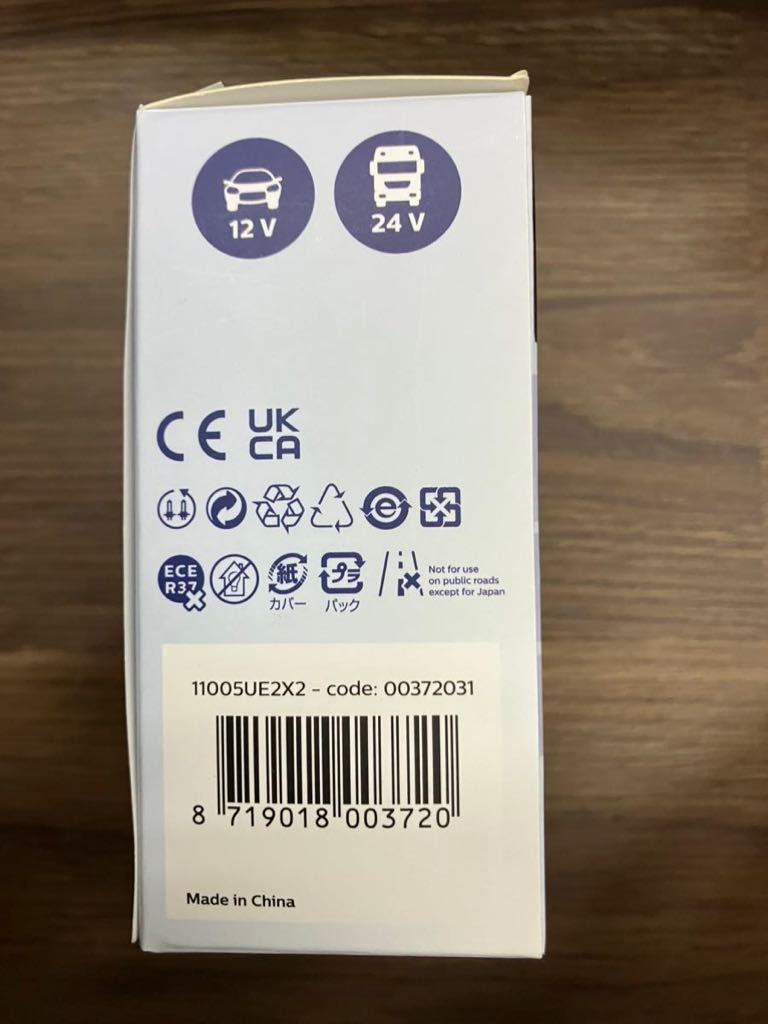 12 V
24 V
CE
UK
CA
e
ECE
R37
紙
プラ
カバー
パック
Not for use
on public roads
except for Japan
11005UE2X2 - code: 00372031
8 719018 003720
Made in China